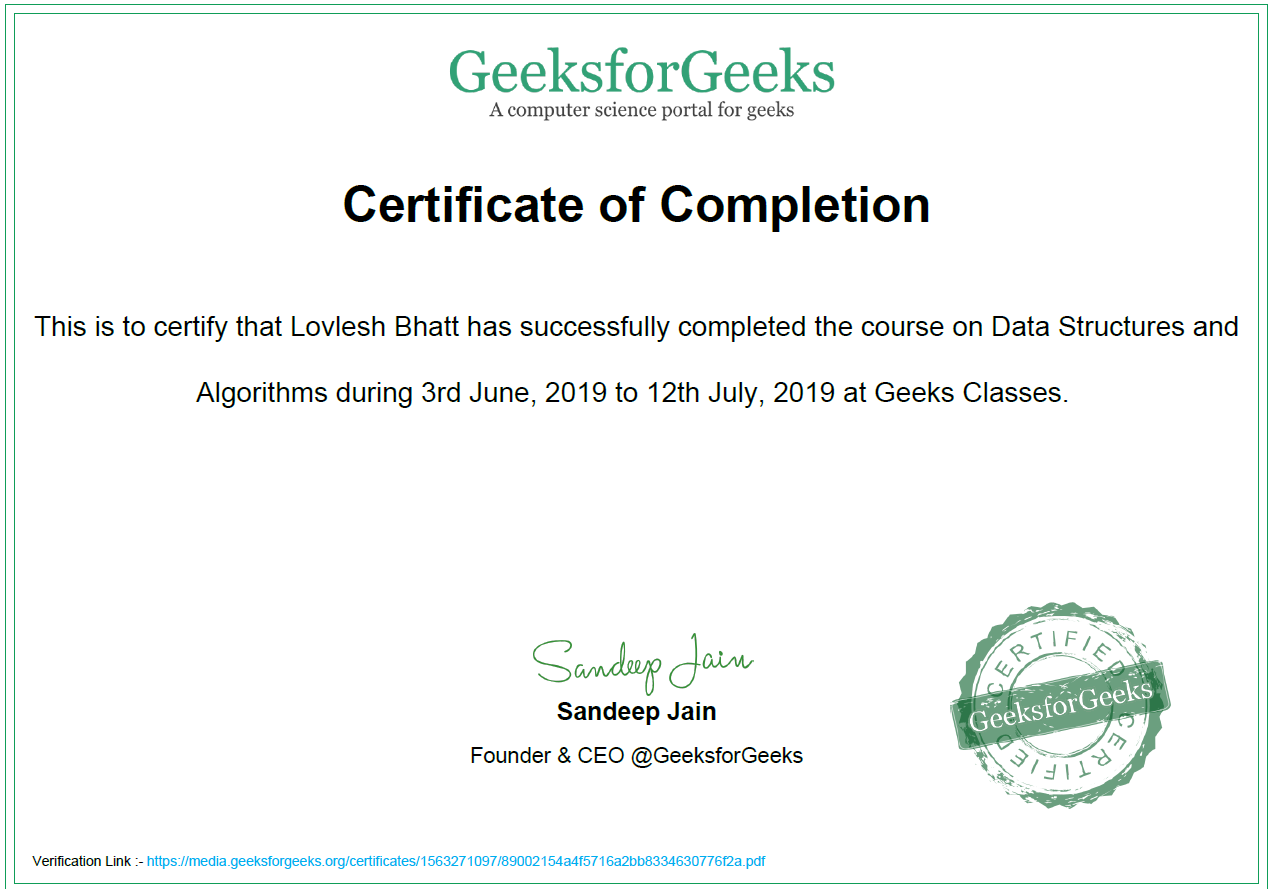 GeeksforGeeks
A computer science portal for geeks
Certificate of Completion
This is to certify that Lovlesh Bhatt has successfully completed the course on Data Structures and
Algorithms during 3rd June, 2019 to 12th July, 2019 at Geeks Classes.
Sandeep Jain
Sandeep Jain
Founder & CEO @GeeksforGeeks
CERTIFIED
GeeksforGeeks
CERTIFIED
Verification Link :- https://media.geeksforgeeks.org/certificates/1563271097/89002154a4f5716a2bb8334630776f2a.pdf